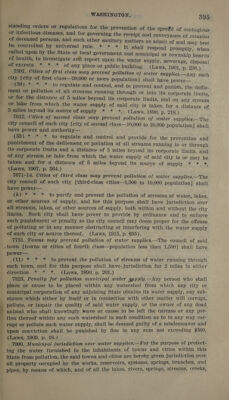 WASHINGTON. 395
standing orders or regulations for the prevention of the spread of contagious
or infectious diseases, and for governing the receipt and conveyance of remains
of deceased persons, and such other sanitary matters as admit of and may best
be controlled by universal rule. * * * It shall respond promptly, when
called upon by the State or local government and municipal or township boards
of health, to investigate and report upon the water supply, sewerage, disposal
of excreta * * * of any place or public building. (Laws, 1901, p. 236.)
Cities of first class may prevent pollution of water supplies.—Any such
city [city of first class—20,000 or more population] shall have power—
* * * to regulate and control, and to prevent and punish, the defile-
ment or pollution of all streams running through or into its corporate limits,
or for the distance of 5 miles beyond its corporate limits, and on any stream
or lake from which the water supply of said city is taken for a distance of
5 miles beyond its source of supply * * * (Laws, 1890, p. 218.)
Cities of second class may prevent pollution of water supplies.—The
city council of such city [city of second class—10,000 to 20,000 population] shall
have power and authority—
* * * to regulate and control and provide for the prevention and
punishment of the defilement or pollution of all streams running in or through
its corporate limits and a distance of 5 miles beyond its corporate limits, and
of any stream or lake from which the water supply of said city is or may be
taken and for a distance of 5 miles beyond its source of supply * * *
(Laws, 1907, p. 364.)
Cities of third class may prevent pollution of water supplies.—The
city council of such city [third-class cities—1,500 to 10,000 population] shall
have power—
(4) * * * to purify and prevent the pollution of streams of water, lakes,
or other sources of supply, and for this purpose shall have jurisdiction over
all streams, lakes, or other sources of supply, both within and without the city
limits. Such city shall have power to provide by ordinance and to enforce
such punishment or penalty as the city council may deem proper for the offense
of polluting or in any manner obstructing or interfering with the water supply
of such city or source thereof. (Laws, 1915, p. 655).
Towns may prevent pollution of water supplies.—The council of said
town [towns or cities of fourth class—population less than 1,500] shall have
power—
* * * to prevent the pollution of streams of water running through
such town, and for this purpose shall have jurisdiction for 2 miles in either
direction * * * (Laws, 1890, p. 201.)
Penalty for pollution municipal water supply.—Any person who shall
place or cause to be placed within any watershed from which any city or
municipal corporation of any adjoining State obtains its water supply, any sub-
stance which either by itself or in connection with other matter will corrupt,
pollute, or impair the quality of said water supply, or the owner of any dead
animal who shall knowingly leave or cause to be left the carcass or any por-
tion thereof within any such watershed in such condition as to in any way cor-
rupt or pollute such water supply, shall be deemed guilty of a misdemeanor and
upon conviction shall be punished by fine in any sum not exceeding $500.
(Laws, 1909, p. 28.)
Municipal jurisdiction over water supplies.—For the purpose of protect-
ing the water furnished to the inhabitants of towns and cities within this
State from pollution, the said towns and cities are hereby given jurisdiction over
all property occupied by the works, reservoirs, systems, springs, branches, and
pipes, by means of which, and of all the lakes, rivers, springs, streams, creeks,